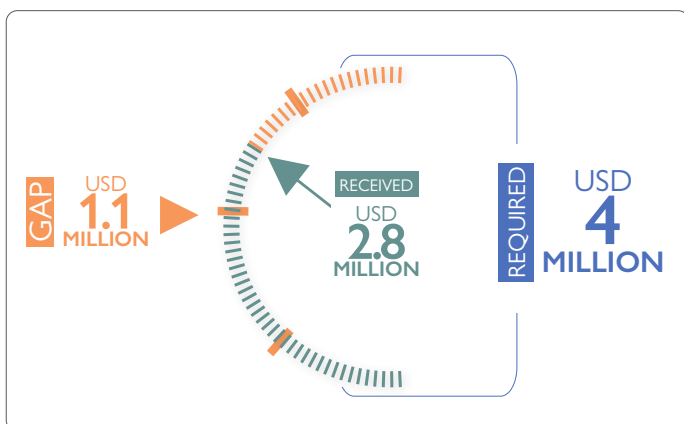 GAP
USD
1.1
MILLION
RECEIVED
USD
2.8
MILLION
REQUIRED
USD
4
MILLION